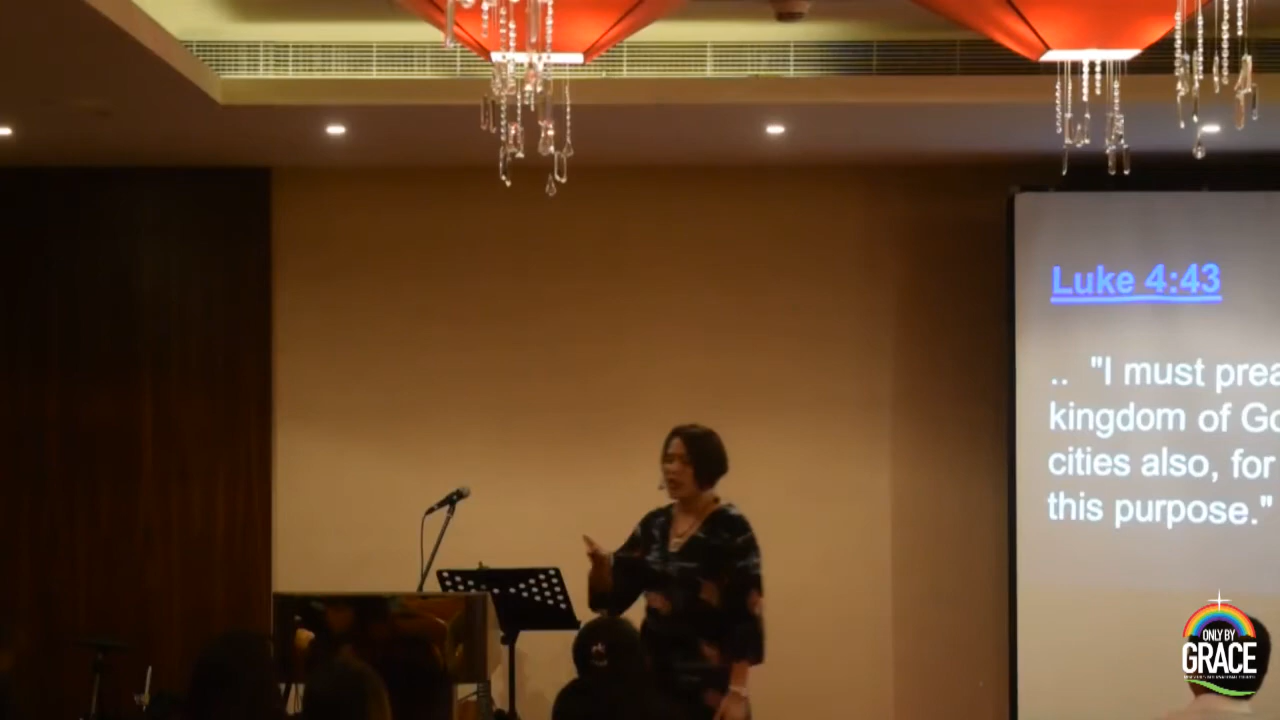 Luke 4:43
.. "I must prea
kingdom of Go
cities also, for
this purpose."
ONLY BY
GRACE